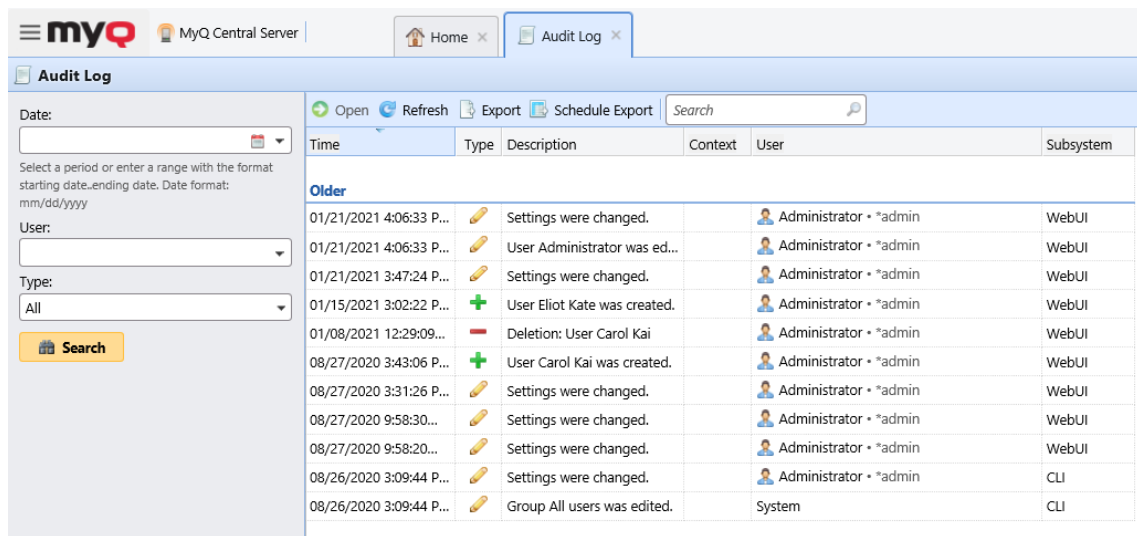 myQ MyQ Central Server Home × Audit Log ×
Audit Log
Date:
Select a period or enter a range with the format
starting date..ending date. Date format:
mm/dd/yyyy
User:
Type:
All
Search
Open Refresh Export Schedule Export Search
Time Type Description Context User Subsystem
Older
01/21/2021 4:06:33 P... Settings were changed. Administrator • *admin WebUI
01/21/2021 4:06:33 P... User Administrator was ed... Administrator • *admin WebUI
01/21/2021 3:47:24 P... Settings were changed. Administrator • *admin WebUI
01/15/2021 3:02:22 P... User Eliot Kate was created. Administrator • *admin WebUI
01/08/2021 12:29:09... Deletion: User Carol Kai Administrator • *admin WebUI
08/27/2020 3:43:06 P... User Carol Kai was created. Administrator • *admin WebUI
08/27/2020 3:31:26 P... Settings were changed. Administrator • *admin WebUI
08/27/2020 9:58:30... Settings were changed. Administrator • *admin WebUI
08/27/2020 9:58:20... Settings were changed. Administrator • *admin WebUI
08/26/2020 3:09:44 P... Settings were changed. Administrator • *admin CLI
08/26/2020 3:09:44 P... Group All users was edited. System CLI